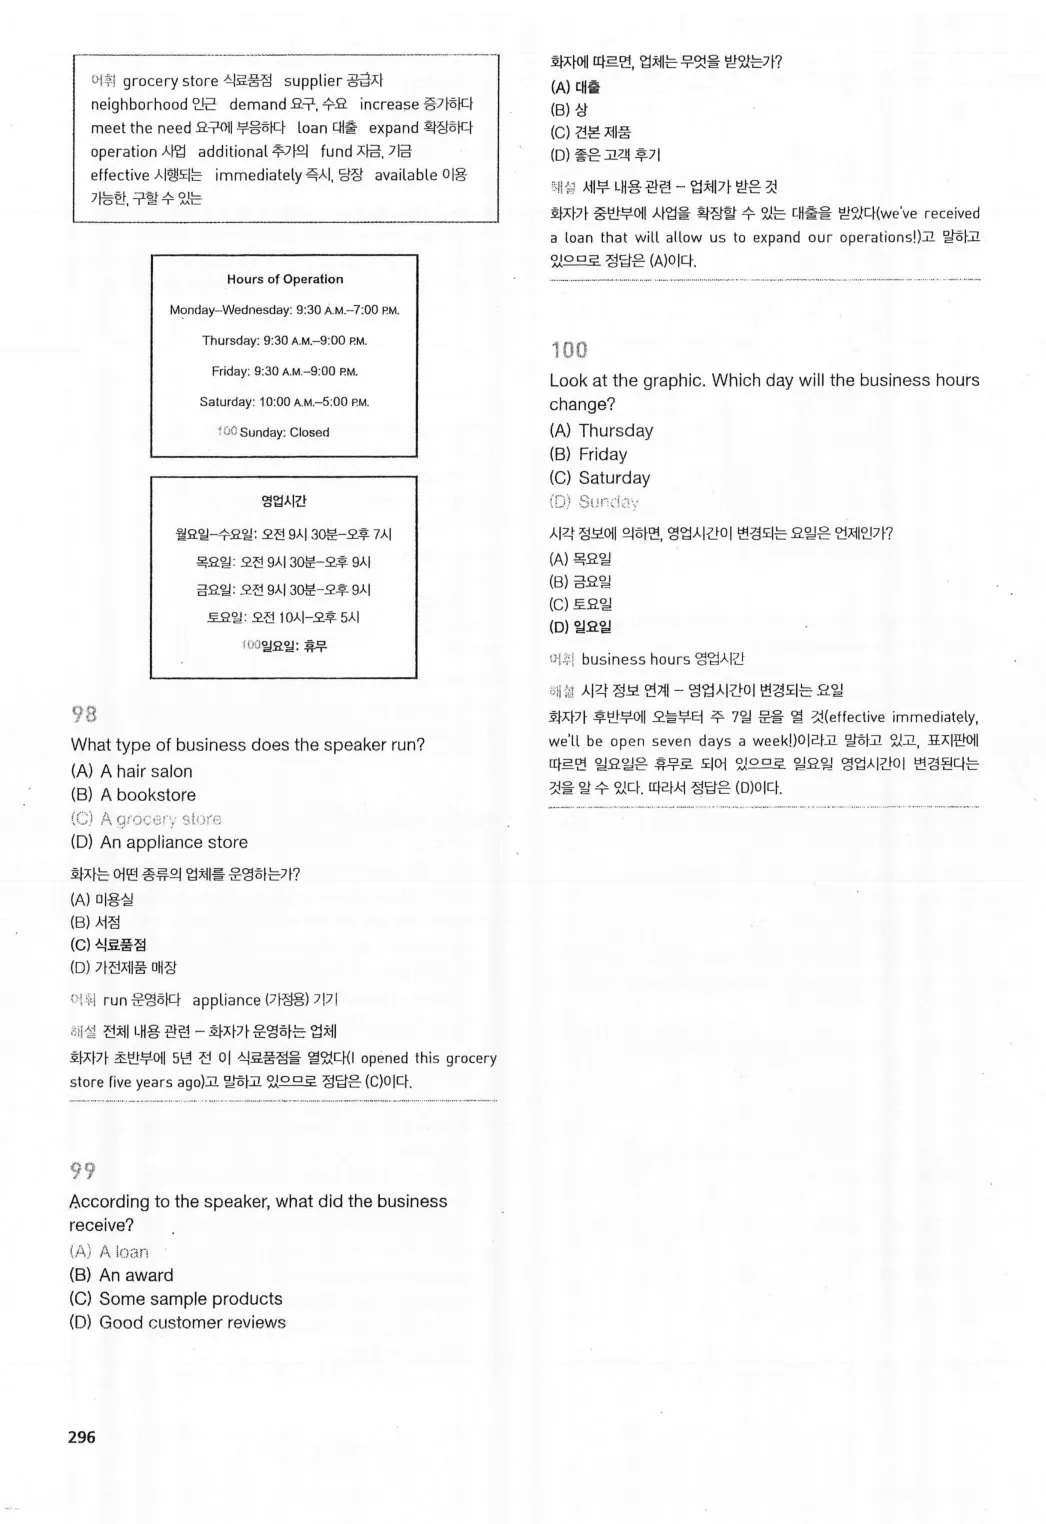 어휘 grocery store 식료품점 supplier 공급자
neighborhood 인근 demand 요구, 수요 increase 증가하다
meet the need 요구에 부응하다 loan 대출 expand 확장하다
operation 사업 additional 추가의 fund 자금, 기금
effective 시행되는 immediately 즉시, 당장 available 이용
가능한, 구할 수 있는
Hours of Operation
Monday–Wednesday: 9:30 A.M.–7:00 P.M.
Thursday: 9:30 A.M.–9:00 P.M.
Friday: 9:30 A.M.–9:00 P.M.
Saturday: 10:00 A.M.–5:00 P.M.
100 Sunday: Closed
영업시간
월요일–수요일: 오전 9시 30분–오후 7시
목요일: 오전 9시 30분–오후 9시
금요일: 오전 9시 30분–오후 9시
토요일: 오전 10시–오후 5시
100 일요일: 휴무
98
What type of business does the speaker run?
(A) A hair salon
(B) A bookstore
(C) A grocery store
(D) An appliance store
화자는 어떤 종류의 업체를 운영하는가?
(A) 미용실
(B) 서점
(C) 식료품점
(D) 가전제품 매장
어휘 run 운영하다 appliance (가정용) 기기
해설 전체 내용 관련 – 화자가 운영하는 업체
화자가 초반부에 5년 전 이 식료품점을 열었다(I opened this grocery
store five years ago)고 말하고 있으므로 정답은 (C)이다.
99
According to the speaker, what did the business
receive?
(A) A loan
(B) An award
(C) Some sample products
(D) Good customer reviews
296
화자에 따르면, 업체는 무엇을 받았는가?
(A) 대출
(B) 상
(C) 견본 제품
(D) 좋은 고객 후기
해설 세부 내용 관련 – 업체가 받은 것
화자가 중반부에 사업을 확장할 수 있는 대출을 받았다(we've received
a loan that will allow us to expand our operations!)고 말하고
있으므로 정답은 (A)이다.
100
Look at the graphic. Which day will the business hours
change?
(A) Thursday
(B) Friday
(C) Saturday
(D) Sunday
시각 정보에 의하면, 영업시간이 변경되는 요일은 언제인가?
(A) 목요일
(B) 금요일
(C) 토요일
(D) 일요일
어휘 business hours 영업시간
해설 시각 정보 연계 – 영업시간이 변경되는 요일
화자가 후반부에 오늘부터 주 7일 문을 열 것(effective immediately,
we'll be open seven days a week!)이라고 말하고 있고, 표지판에
따르면 일요일은 휴무로 되어 있으므로 일요일 영업시간이 변경된다는
것을 알 수 있다. 따라서 정답은 (D)이다.